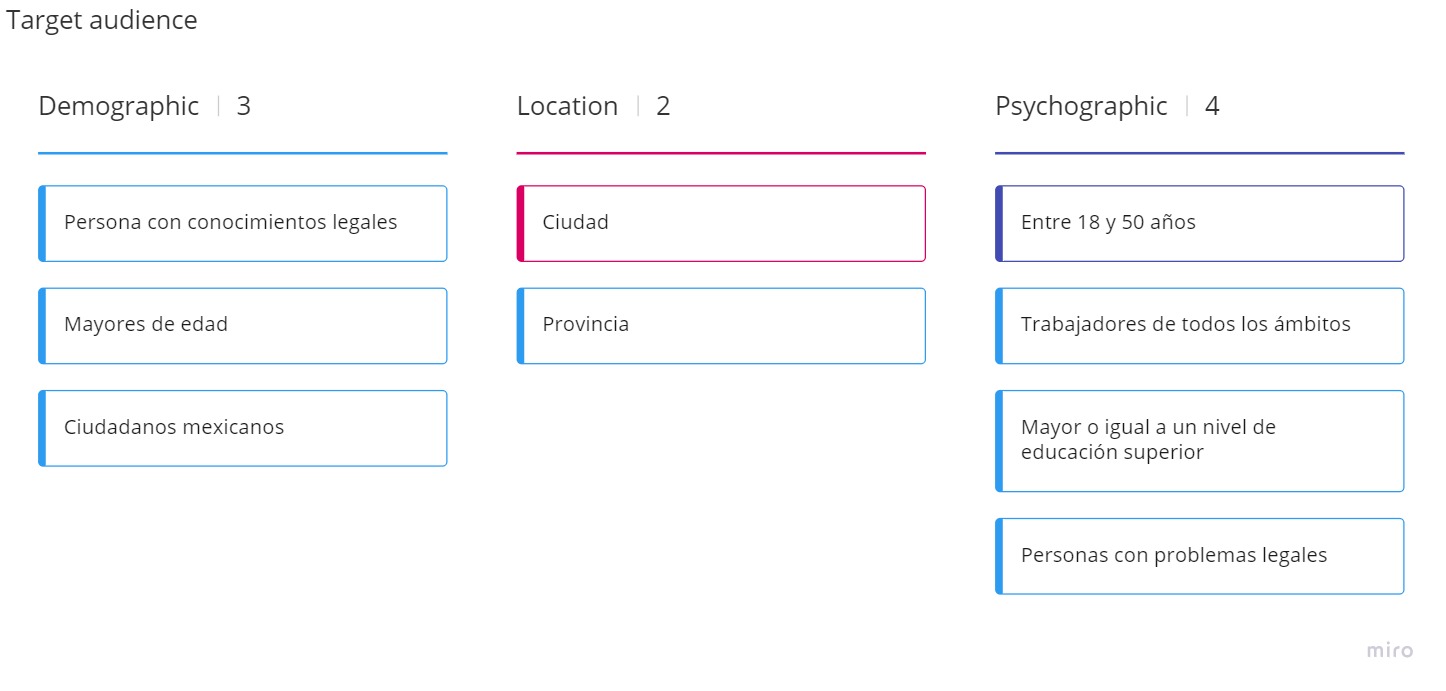 Target audience
Demographic | 3
Persona con conocimientos legales
Mayores de edad
Ciudadanos mexicanos
Location | 2
Ciudad
Provincia
Psychographic | 4
Entre 18 y 50 años
Trabajadores de todos los ámbitos
Mayor o igual a un nivel de
educación superior
Personas con problemas legales
miro